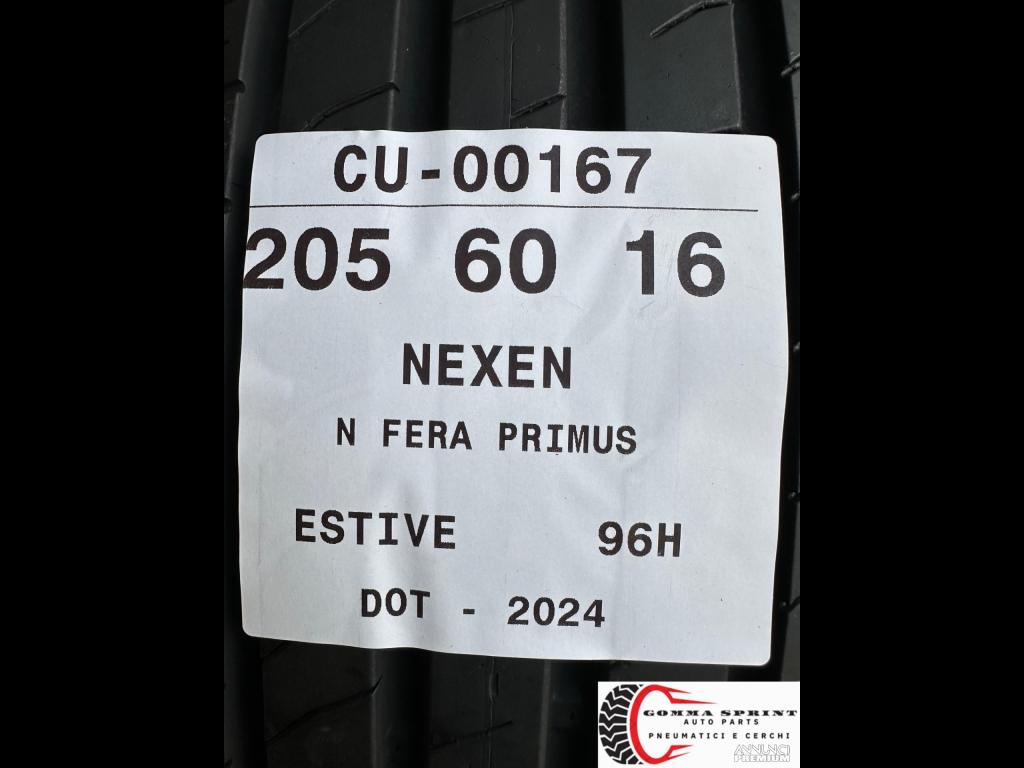 CU-00167
205 60 16
NEXEN
N FERA PRIMUS
ESTIVE 96H
DOT - 2024
GOMMA SPRINT
AUTO PARTS
PNEUMATICI E CERCHI
ANNUNCI
PREMIUM